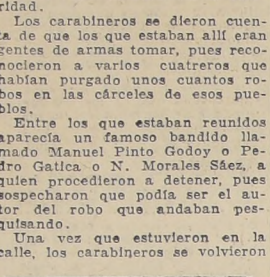 ridad.
Los carabineros se dieron cuen-
ta de que los que estaban allí eran
gentes de armas tomar, pues reco-
nocieron a varios cuatreros que
habían purgado unos cuantos ro-
bos en las cárceles de esos pue-
blos.
Entre los que estaban reunidos
aparecía un famoso bandido lla-
mado Manuel Pinto Godoy o Pe-
dro Gatica o N. Morales Sáez, a
quien procedieron a detener, pues
sospecharon que podía ser el au-
tor del robo que andaban pes-
quisando.
Una vez que estuvieron en la
calle, los carabineros se volvieron